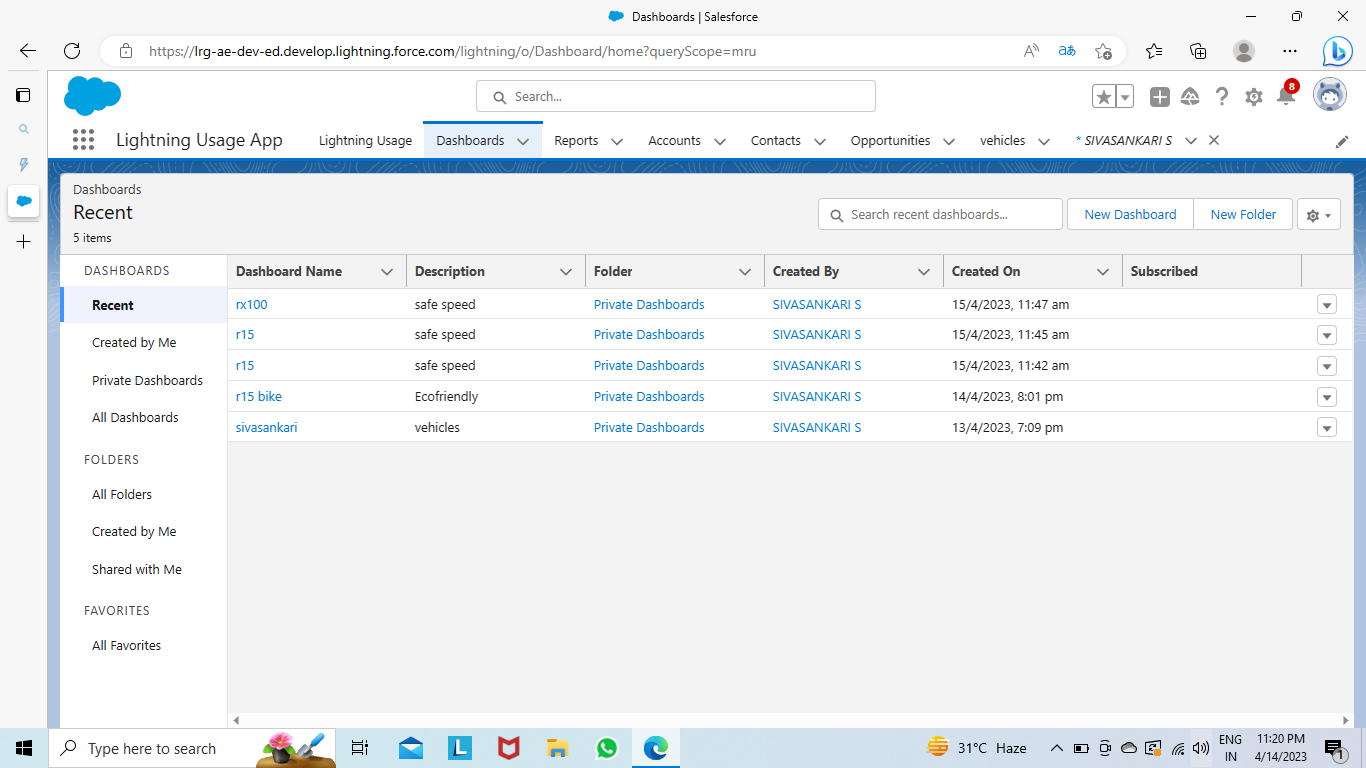 Dashboards | Salesforce
https://lrg-ae-dev-ed.develop.lightning.force.com/lightning/o/Dashboard/home?queryScope=mru
Search...
8
Lightning Usage App Lightning Usage Dashboards Reports Accounts Contacts Opportunities vehicles * SIVASANKARI S
Dashboards
Recent
5 items
Search recent dashboards...
New Dashboard
New Folder
DASHBOARDS
Recent
Created by Me
Private Dashboards
All Dashboards
FOLDERS
All Folders
Created by Me
Shared with Me
FAVORITES
All Favorites
Dashboard Name Description Folder Created By Created On Subscribed
rx100 safe speed Private Dashboards SIVASANKARI S 15/4/2023, 11:47 am
r15 safe speed Private Dashboards SIVASANKARI S 15/4/2023, 11:45 am
r15 safe speed Private Dashboards SIVASANKARI S 15/4/2023, 11:42 am
r15 bike Ecofriendly Private Dashboards SIVASANKARI S 14/4/2023, 8:01 pm
sivasankari vehicles Private Dashboards SIVASANKARI S 13/4/2023, 7:09 pm
Type here to search
L
31°C Haze
ENG
IN
11:20 PM
4/14/2023
1